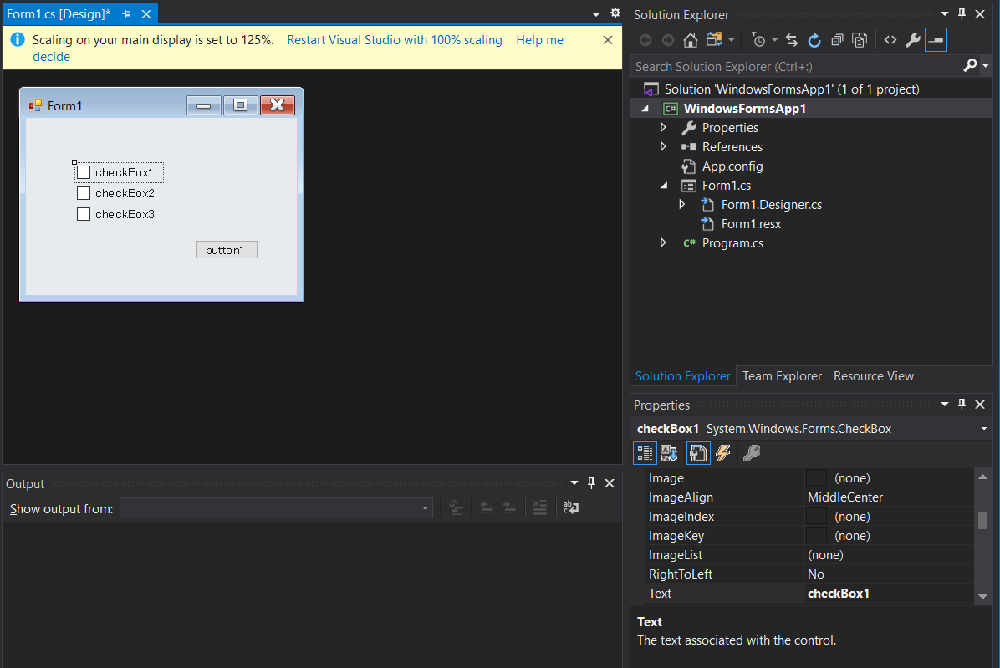 Form1.cs [Design]*
Scaling on your main display is set to 125%. Restart Visual Studio with 100% scaling Help me
decide
Form1
checkBox1
checkBox2
checkBox3
button1
Output
Show output from:
Solution Explorer
Search Solution Explorer (Ctrl+:)
Solution 'WindowsFormsApp1' (1 of 1 project)
C# WindowsFormsApp1
Properties
References
App.config
Form1.cs
Form1.Designer.cs
Form1.resx
C# Program.cs
Solution Explorer Team Explorer Resource View
Properties
checkBox1 System.Windows.Forms.CheckBox
Image (none)
ImageAlign MiddleCenter
ImageIndex (none)
ImageKey (none)
ImageList (none)
RightToLeft No
Text checkBox1
Text
The text associated with the control.